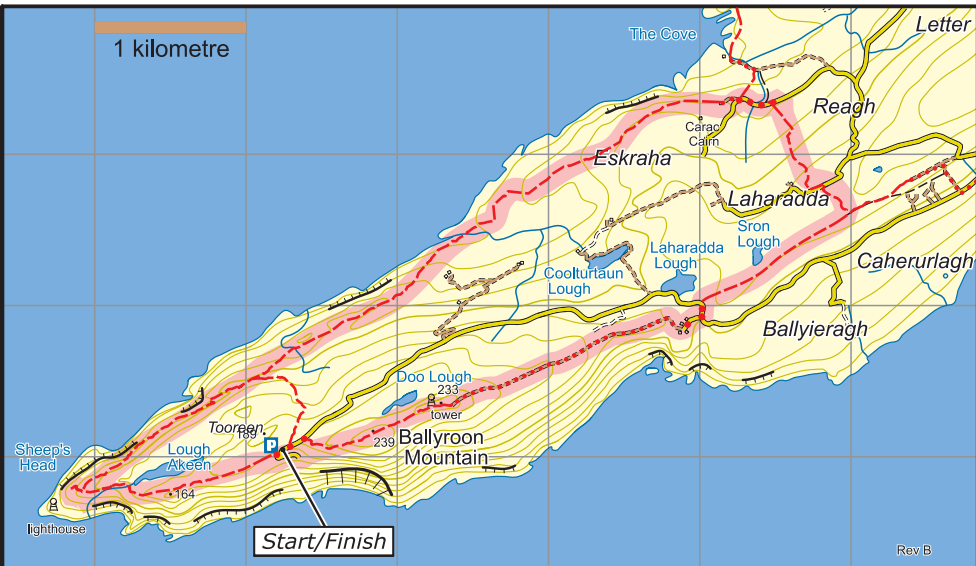 Letter
The Cove
1 kilometre
Reagh
Carac
Cairn
Eskraha
Laharadda
Sron
Lough
Laharadda
Lough
Caherurlagh
Coolturtaun
Lough
Ballyieragh
Doo Lough
233
tower
Tooreen
189
P
239
Ballyroon
Mountain
Sheep's
Head
Lough
Akeen
164
lighthouse
Start/Finish
Rev B